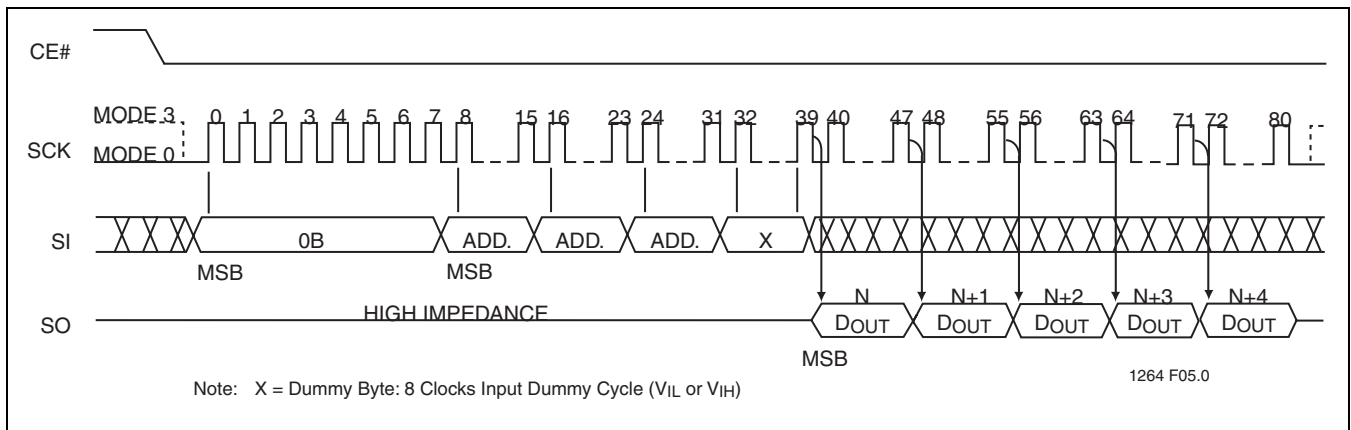 CE#
MODE 3 0 1 2 3 4 5 6 7 8 15 16 23 24 31 32 39 40 47 48 55 56 63 64 71 72 80
SCK MODE 0
SI 0B ADD. ADD. ADD. X
MSB MSB
N N+1 N+2 N+3 N+4
HIGH IMPEDANCE
SO DOUT DOUT DOUT DOUT DOUT
MSB
1264 F05.0
Note: X = Dummy Byte: 8 Clocks Input Dummy Cycle (VIL or VIH)